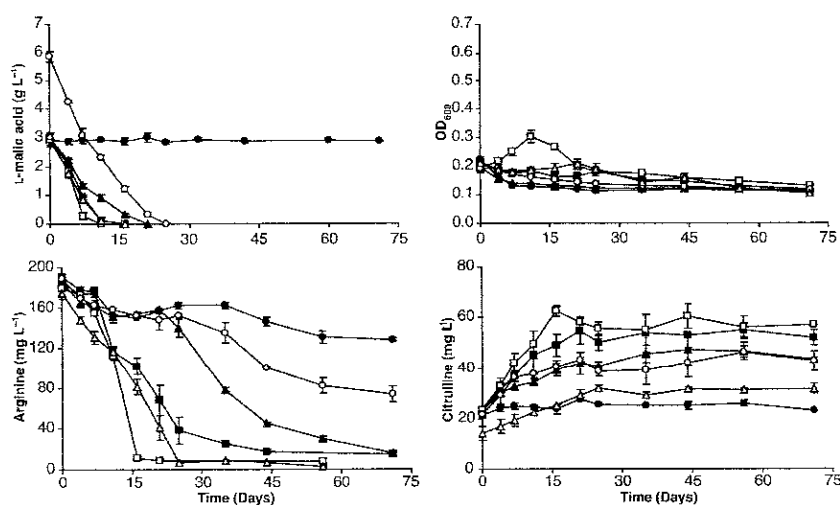 L-malic acid (g L⁻¹)
7
6
5
4
3
2
1
0
0 15 30 45 60 75
OD₆₀₀
0.7
0.6
0.5
0.4
0.3
0.2
0.1
0.0
0 15 30 45 60 75
Arginine (mg L⁻¹)
200
160
120
80
40
0
0 15 30 45 60 75
Time (Days)
Citrulline (mg L⁻¹)
80
60
40
20
0
0 15 30 45 60 75
Time (Days)